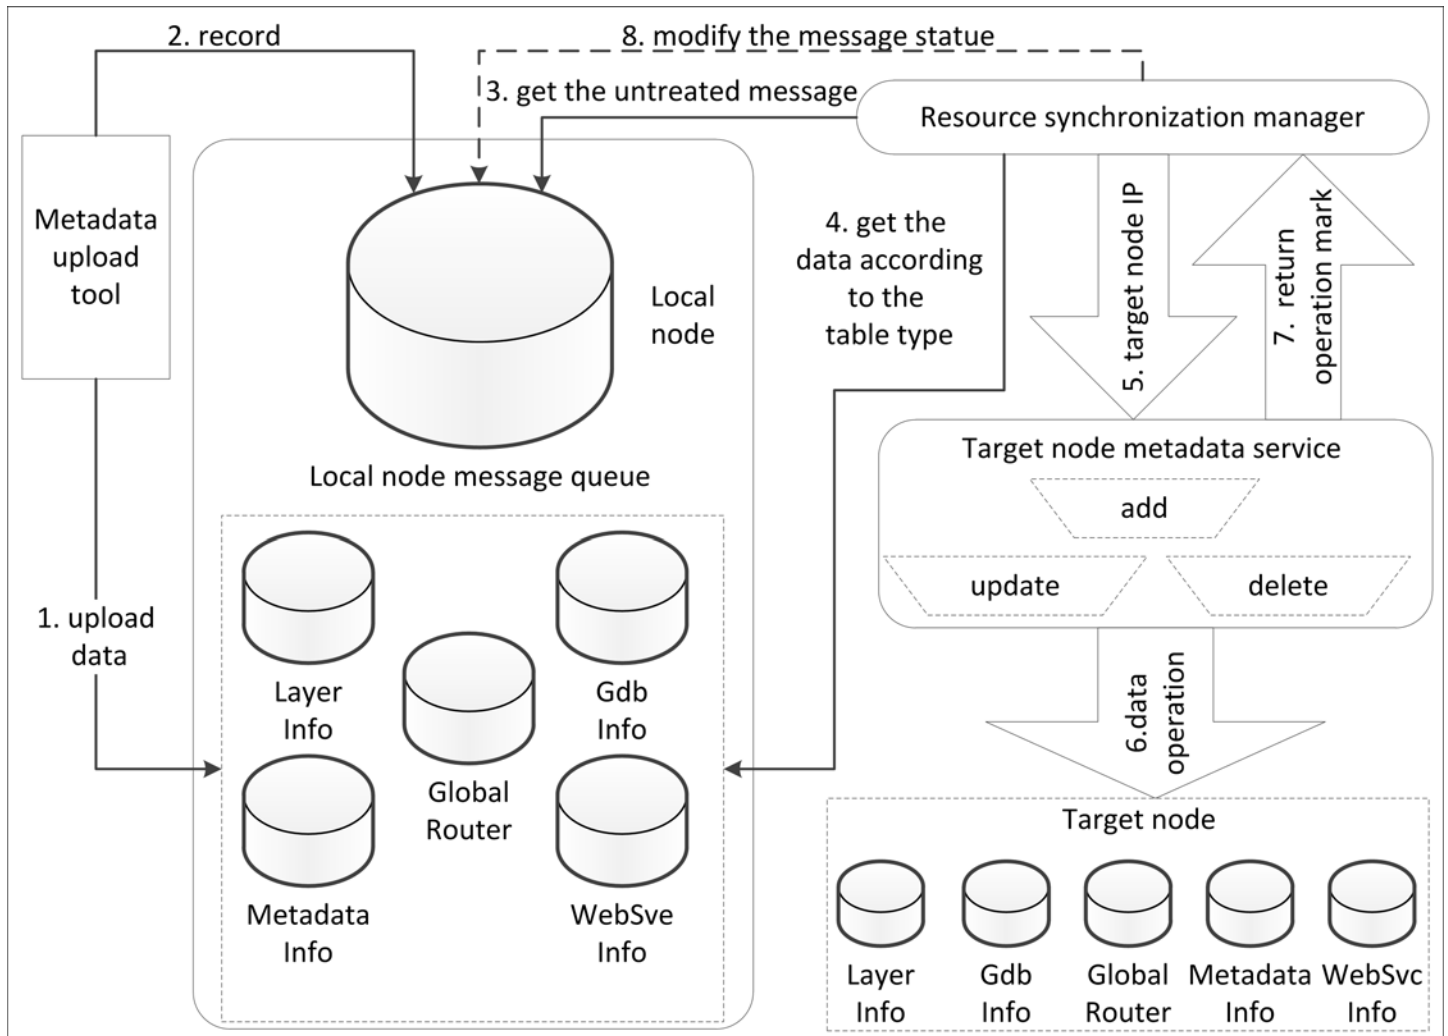 2. record
8. modify the message statue
3. get the untreated message
Resource synchronization manager
Metadata
upload
tool
Local
node
4. get the
data according
to the
table type
5. target node IP
7. return
operation mark
Local node message queue
Target node metadata service
add
update
delete
1. upload
data
Layer
Info
Gdb
Info
Global
Router
Metadata
Info
WebSve
Info
6.data
operation
Target node
Layer
Info
Gdb
Info
Global
Router
Metadata
Info
WebSvc
Info